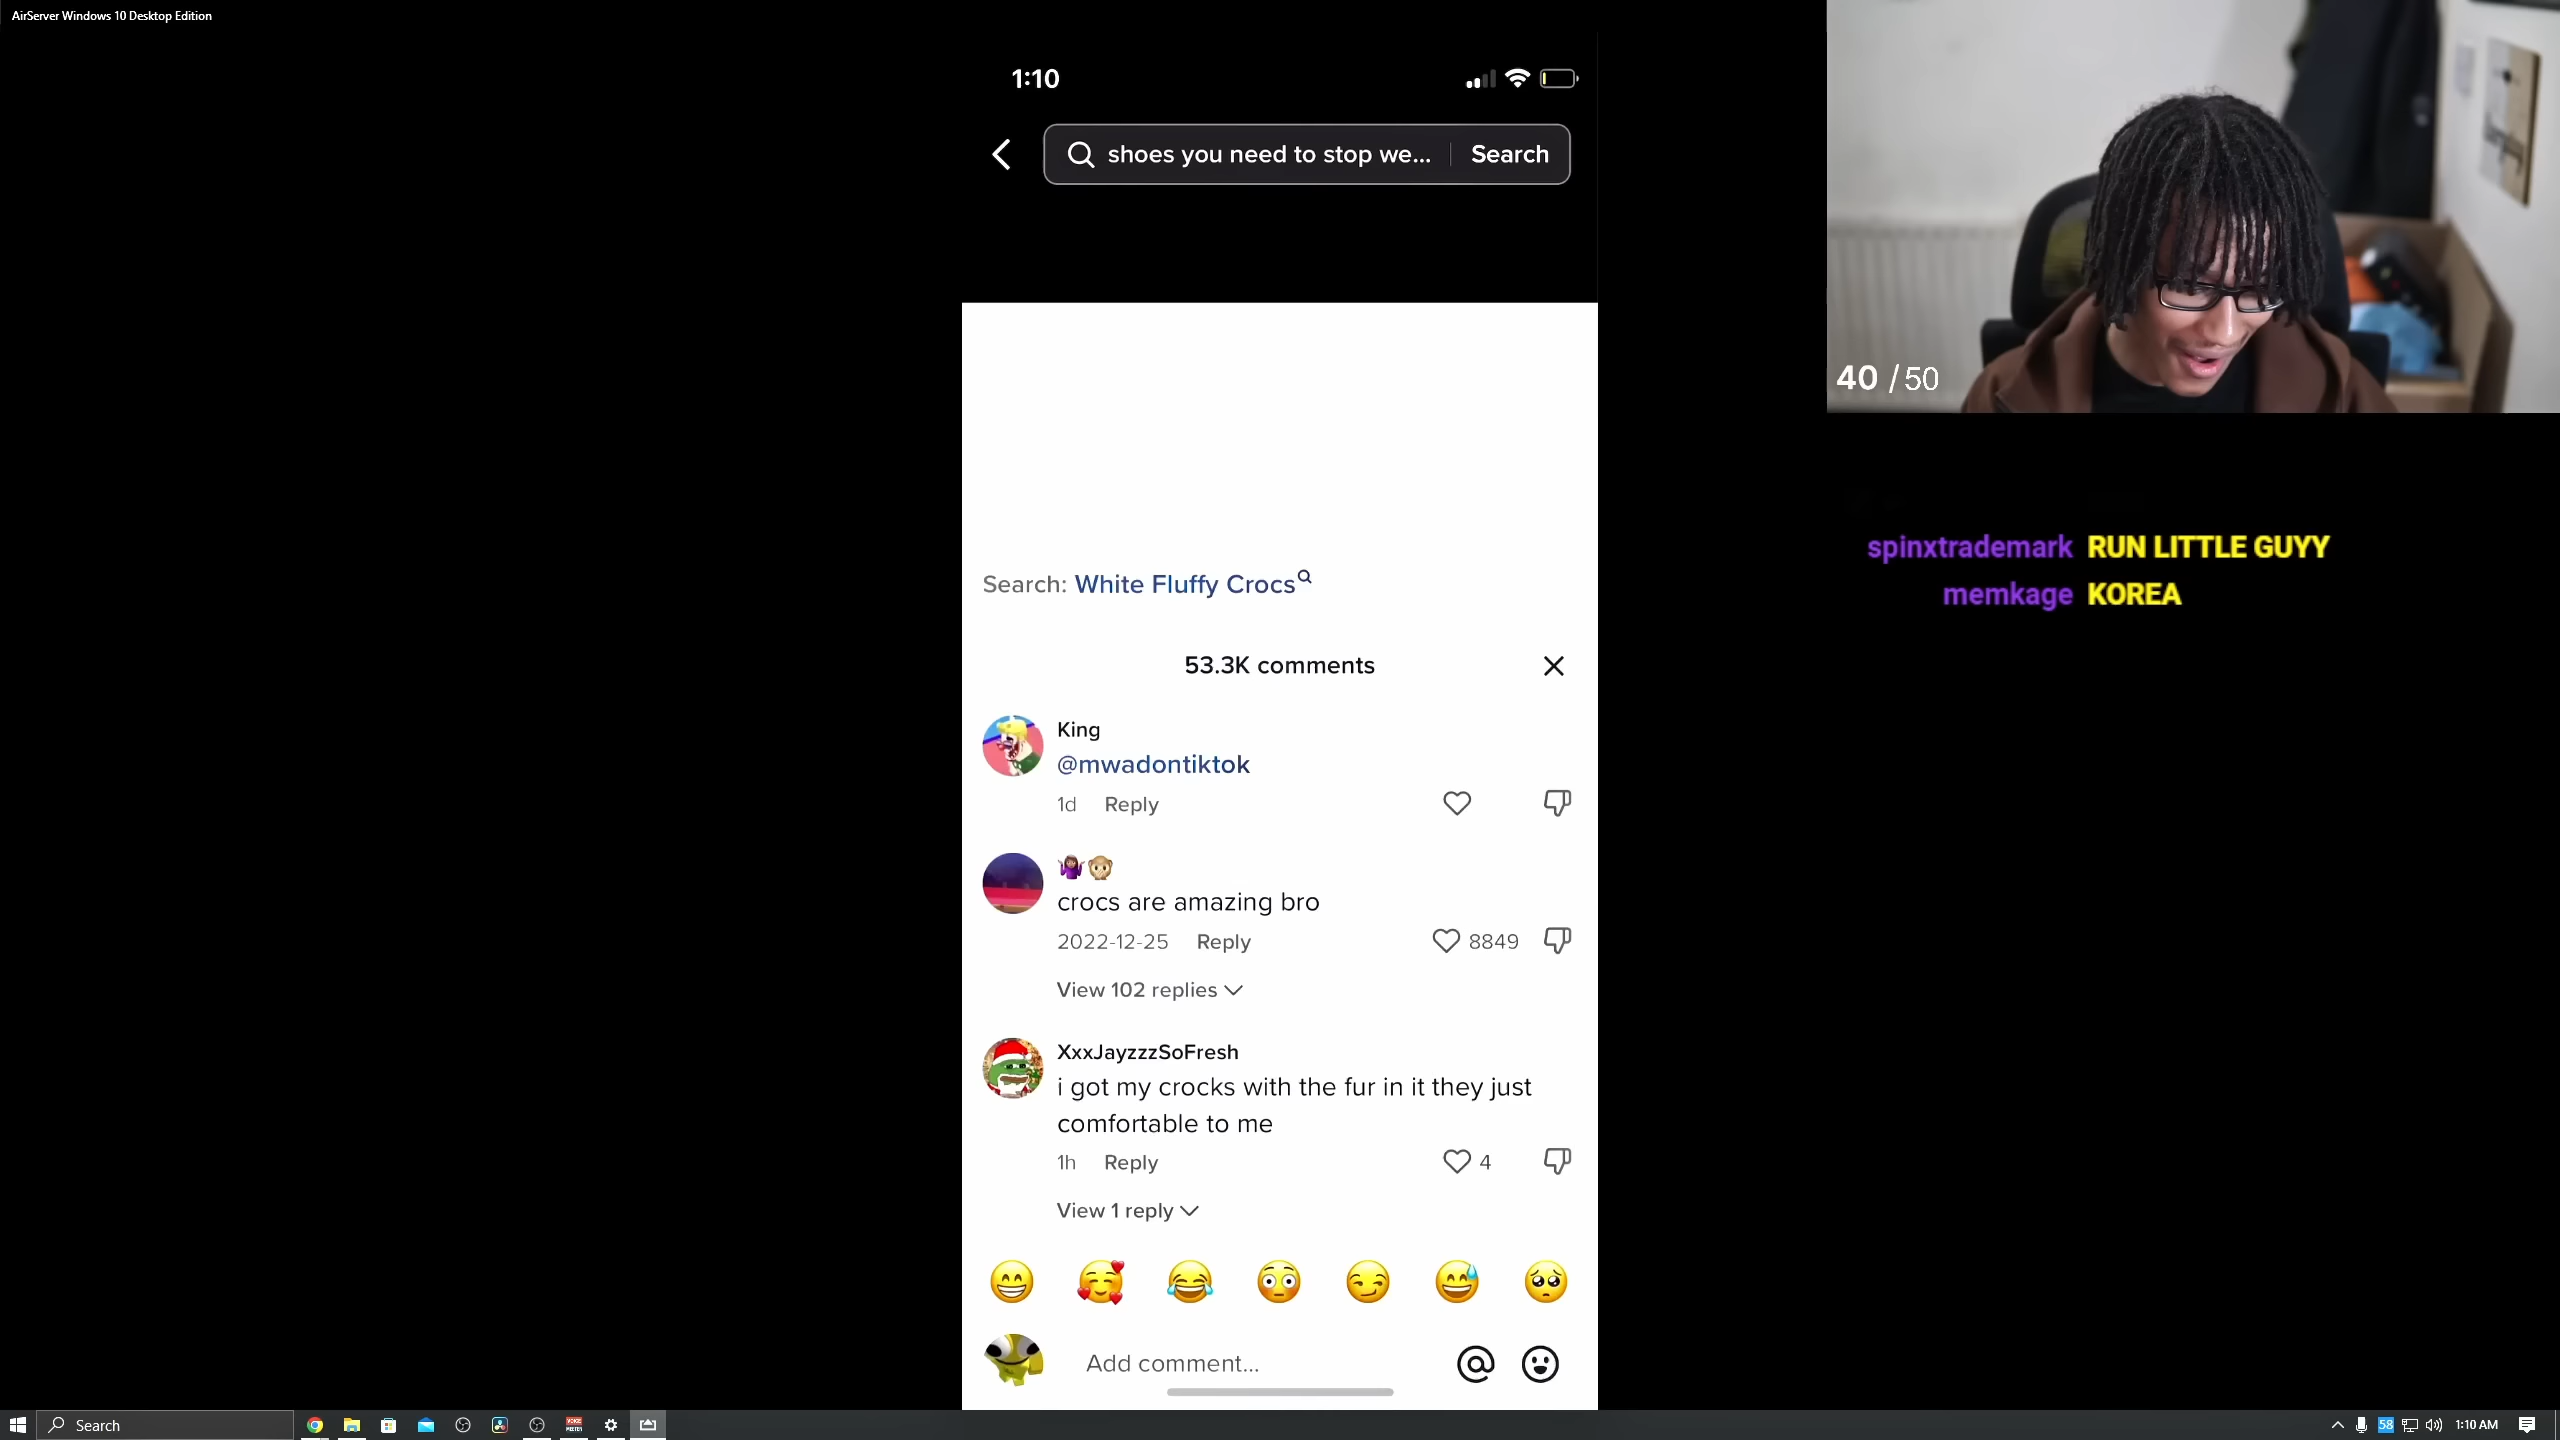 AirServer Windows 10 Desktop Edition
1:10
shoes you need to stop we... Search
40 / 50
spinxtrademark RUN LITTLE GUYY
memkage KOREA
Search: White Fluffy Crocs
53.3K comments
King
@mwadontiktok
1d Reply
crocs are amazing bro
2022-12-25 Reply 8849
View 102 replies
XxxJayzzzSoFresh
i got my crocks with the fur in it they just
comfortable to me
1h Reply 4
View 1 reply
Add comment...
Search
VOICE
MEETER
58
1:10 AM